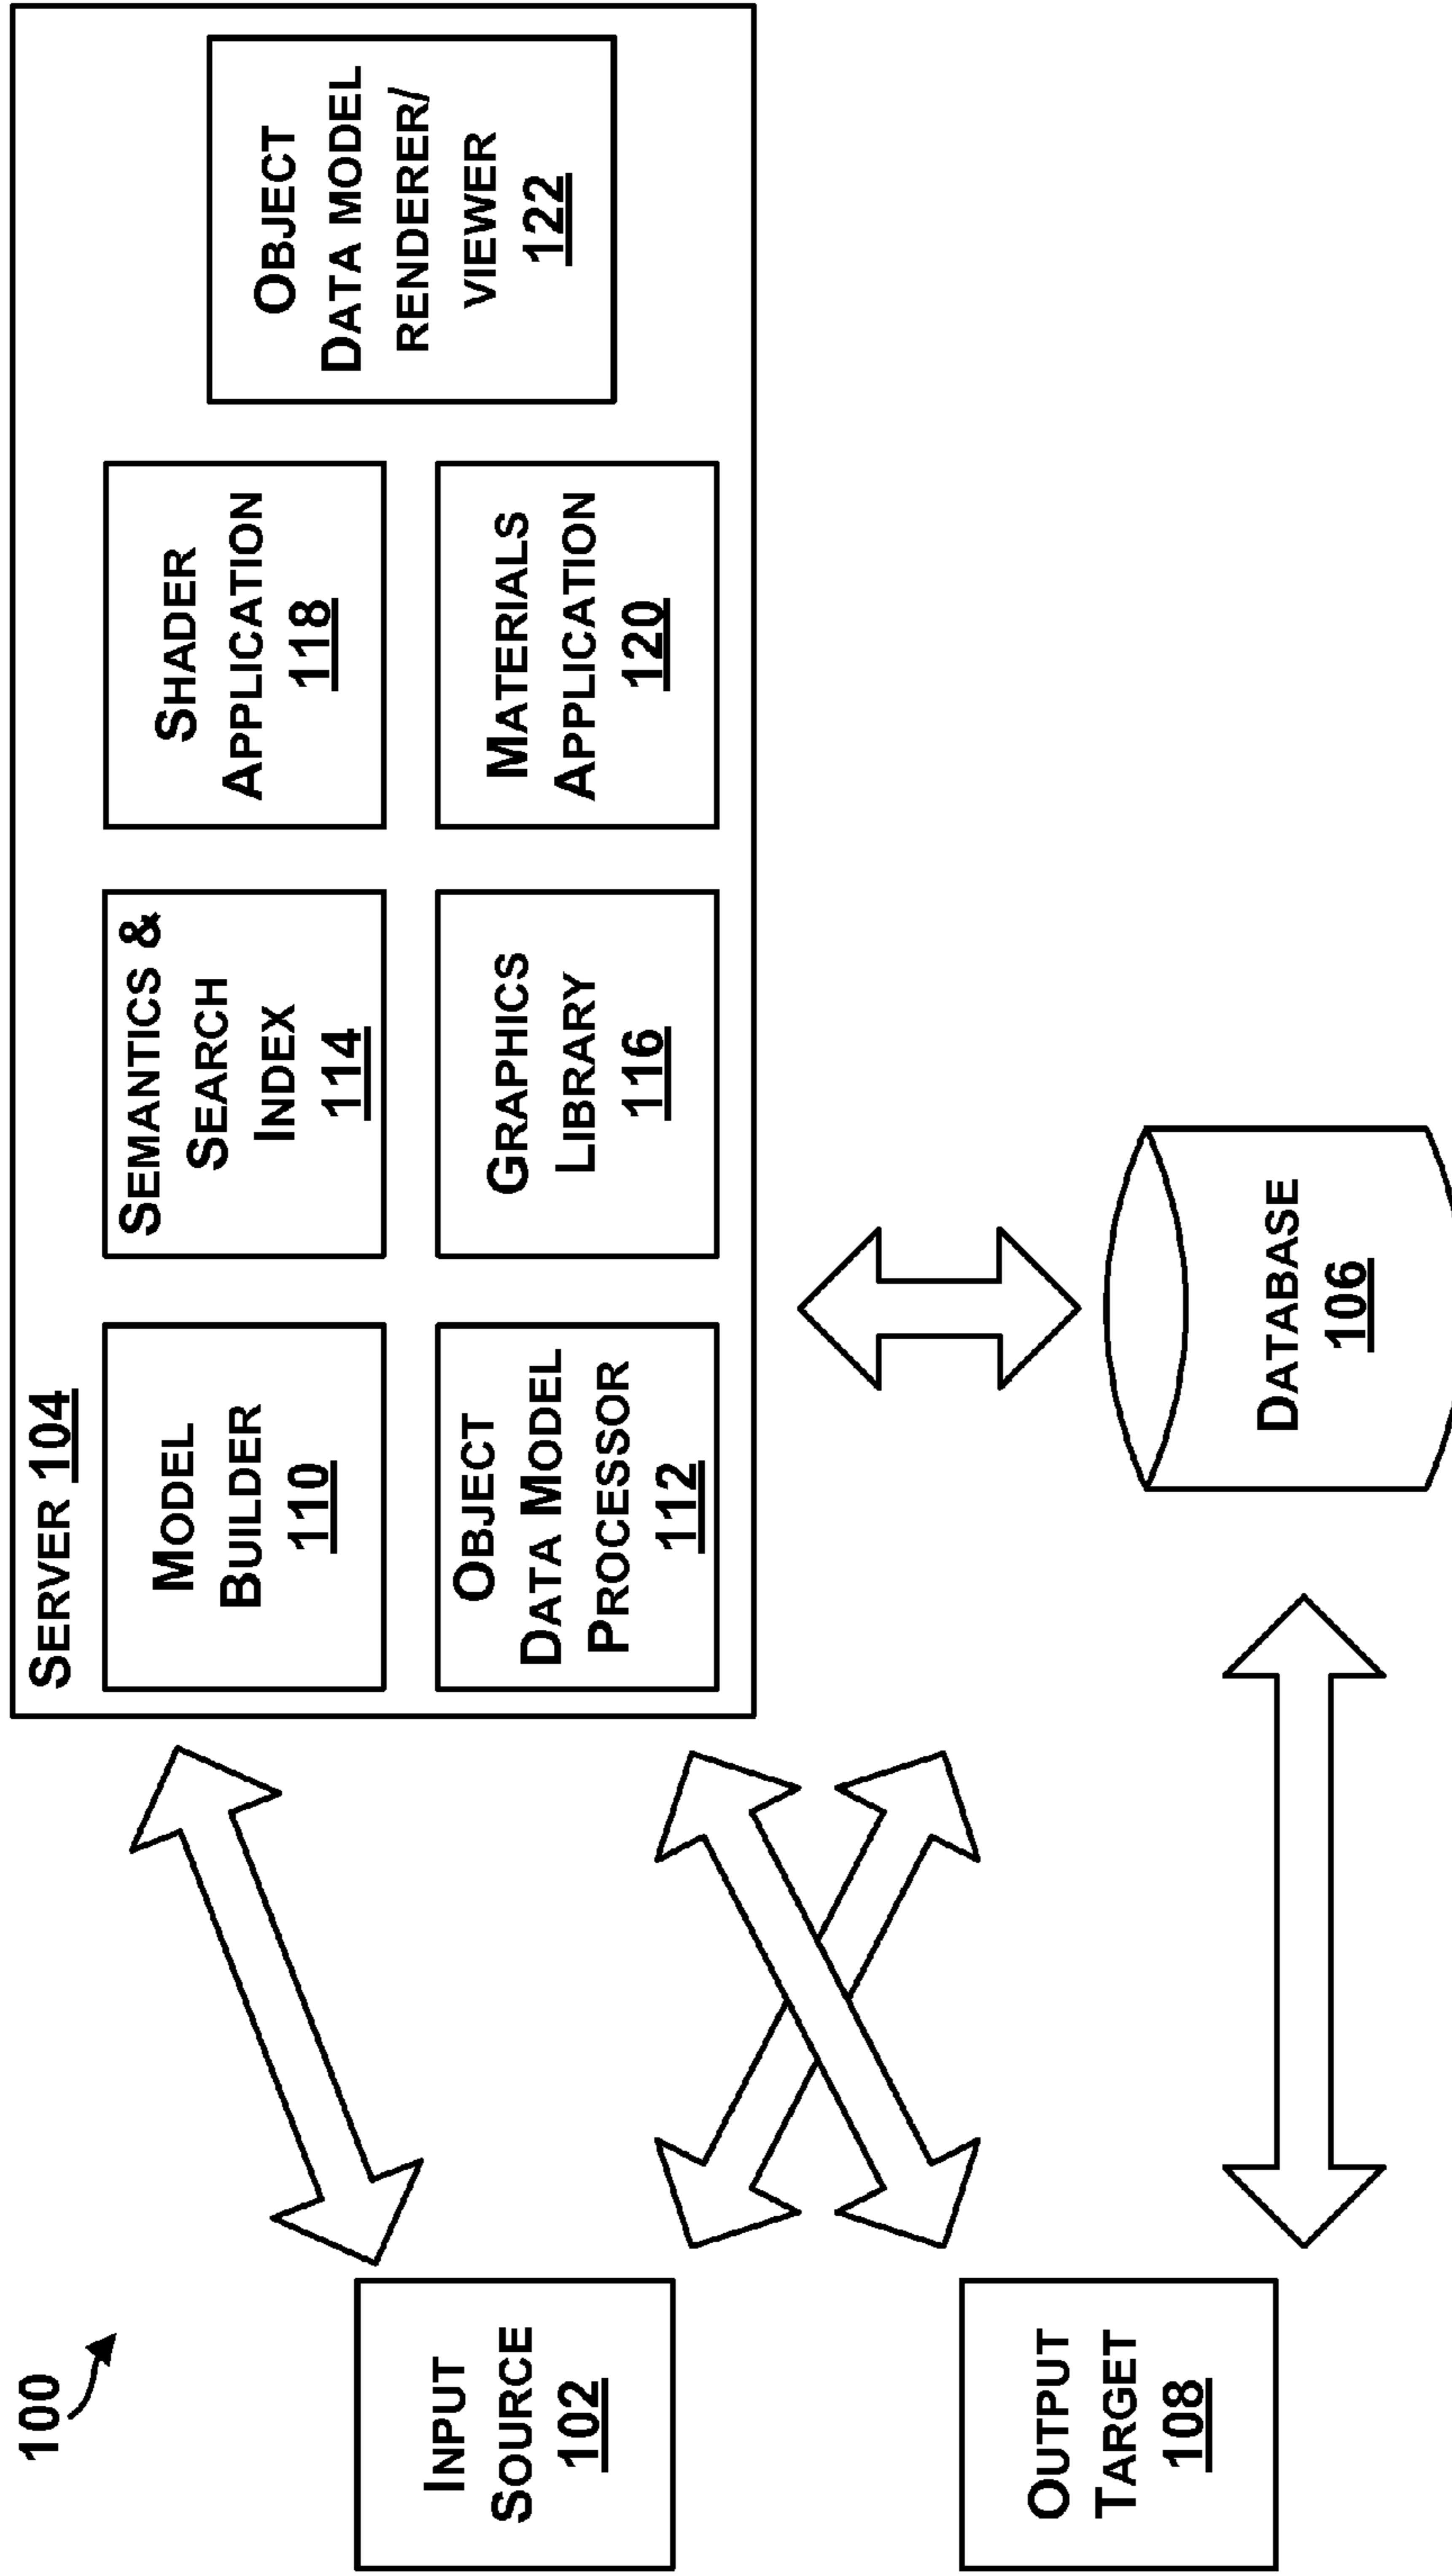 100
INPUT
SOURCE
102
OUTPUT
TARGET
108
SERVER 104
MODEL
BUILDER
110
OBJECT
DATA MODEL
PROCESSOR
112
SEMANTICS &
SEARCH
INDEX
114
GRAPHICS
LIBRARY
116
SHADER
APPLICATION
118
MATERIALS
APPLICATION
120
OBJECT
DATA MODEL
RENDERER/
VIEWER
122
DATABASE
106